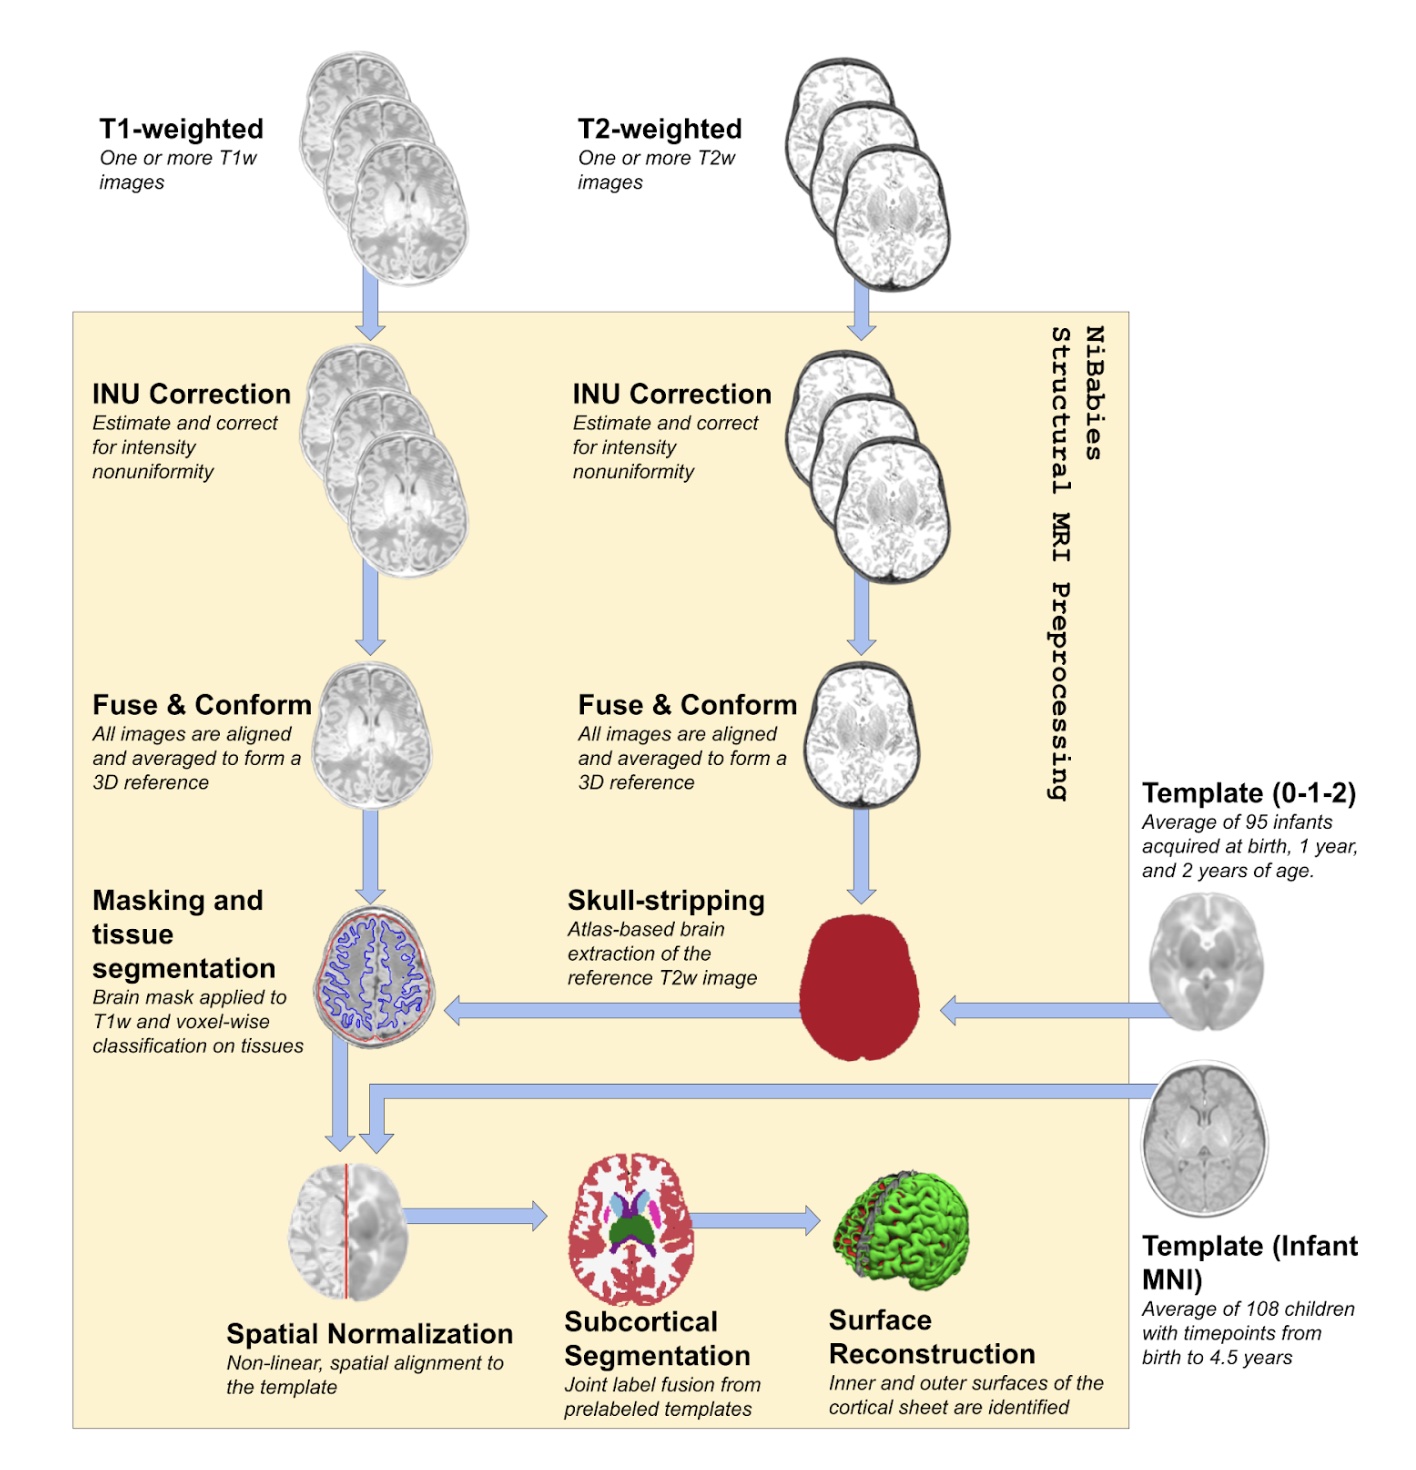 T1-weighted
One or more T1w
images
T2-weighted
One or more T2w
images
NiBabies
Structural MRI Preprocessing
INU Correction
Estimate and correct
for intensity
nonuniformity
INU Correction
Estimate and correct
for intensity
nonuniformity
Fuse & Conform
All images are aligned
and averaged to form a
3D reference
Fuse & Conform
All images are aligned
and averaged to form a
3D reference
Template (0-1-2)
Average of 95 infants
acquired at birth, 1 year,
and 2 years of age.
Masking and
tissue
segmentation
Brain mask applied to
T1w and voxel-wise
classification on tissues
Skull-stripping
Atlas-based brain
extraction of the
reference T2w image
Template (Infant
MNI)
Average of 108 children
with timepoints from
birth to 4.5 years
Spatial Normalization
Non-linear, spatial alignment to
the template
Subcortical
Segmentation
Joint label fusion from
prelabeled templates
Surface
Reconstruction
Inner and outer surfaces of the
cortical sheet are identified